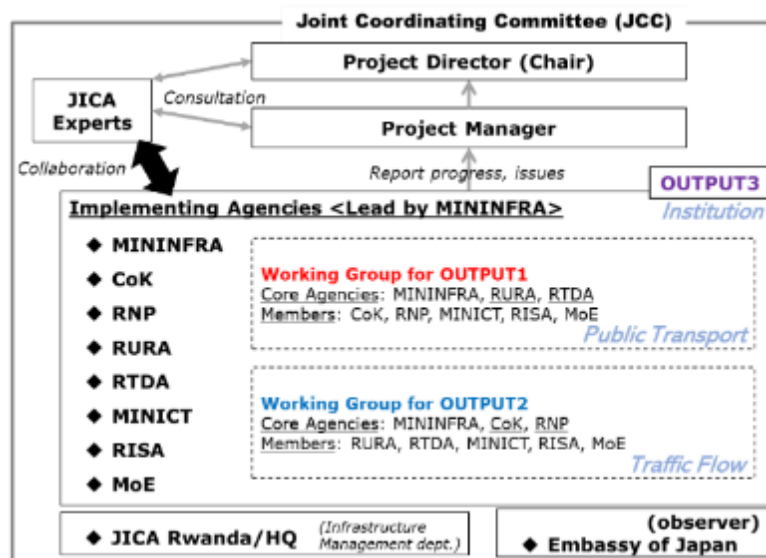 Joint Coordinating Committee (JCC)
Project Director (Chair)
JICA
Experts
Consultation
Project Manager
Collaboration
Report progress, issues
OUTPUT3
Institution
Implementing Agencies <Lead by MININFRA>
◆ MININFRA
◆ CoK
◆ RNP
◆ RURA
◆ RTDA
◆ MINICT
◆ RISA
◆ MoE
Working Group for OUTPUT1
Core Agencies: MININFRA, RURA, RTDA
Members: CoK, RNP, MINICT, RISA, MoE
Public Transport
Working Group for OUTPUT2
Core Agencies: MININFRA, CoK, RNP
Members: RURA, RTDA, MINICT, RISA, MoE
Traffic Flow
◆ JICA Rwanda/HQ
(Infrastructure
Management dept.)
(observer)
◆ Embassy of Japan